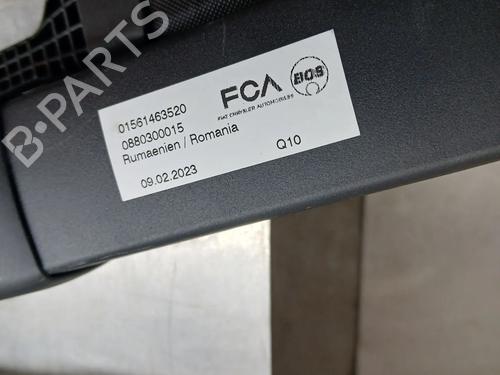 B-PARTS
FCA
FIAT CHRYSLER AUTOMOBILES
BOS
01561463520
0880300015
Rumaenien / Romania
Q10
09.02.2023